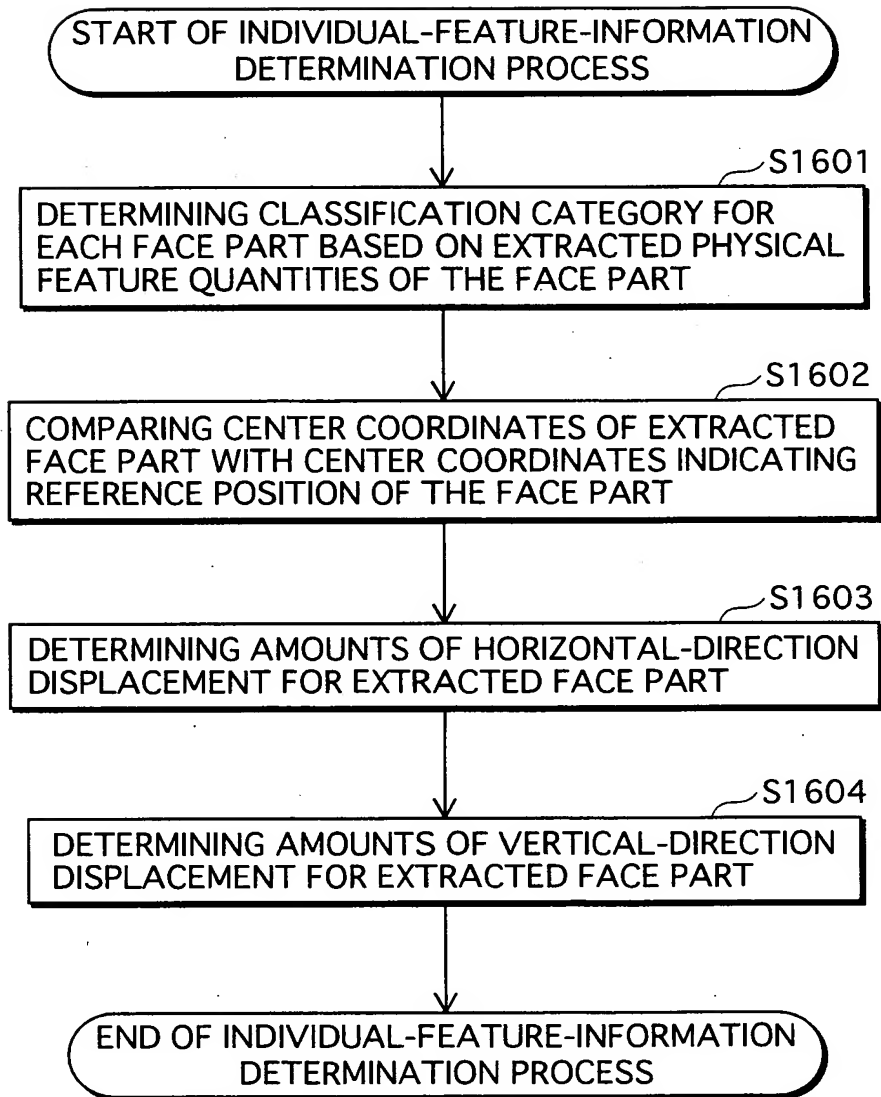 START OF INDIVIDUAL-FEATURE-INFORMATION
DETERMINATION PROCESS
S1601
DETERMINING CLASSIFICATION CATEGORY FOR
EACH FACE PART BASED ON EXTRACTED PHYSICAL
FEATURE QUANTITIES OF THE FACE PART
S1602
COMPARING CENTER COORDINATES OF EXTRACTED
FACE PART WITH CENTER COORDINATES INDICATING
REFERENCE POSITION OF THE FACE PART
S1603
DETERMINING AMOUNTS OF HORIZONTAL-DIRECTION
DISPLACEMENT FOR EXTRACTED FACE PART
S1604
DETERMINING AMOUNTS OF VERTICAL-DIRECTION
DISPLACEMENT FOR EXTRACTED FACE PART
END OF INDIVIDUAL-FEATURE-INFORMATION
DETERMINATION PROCESS